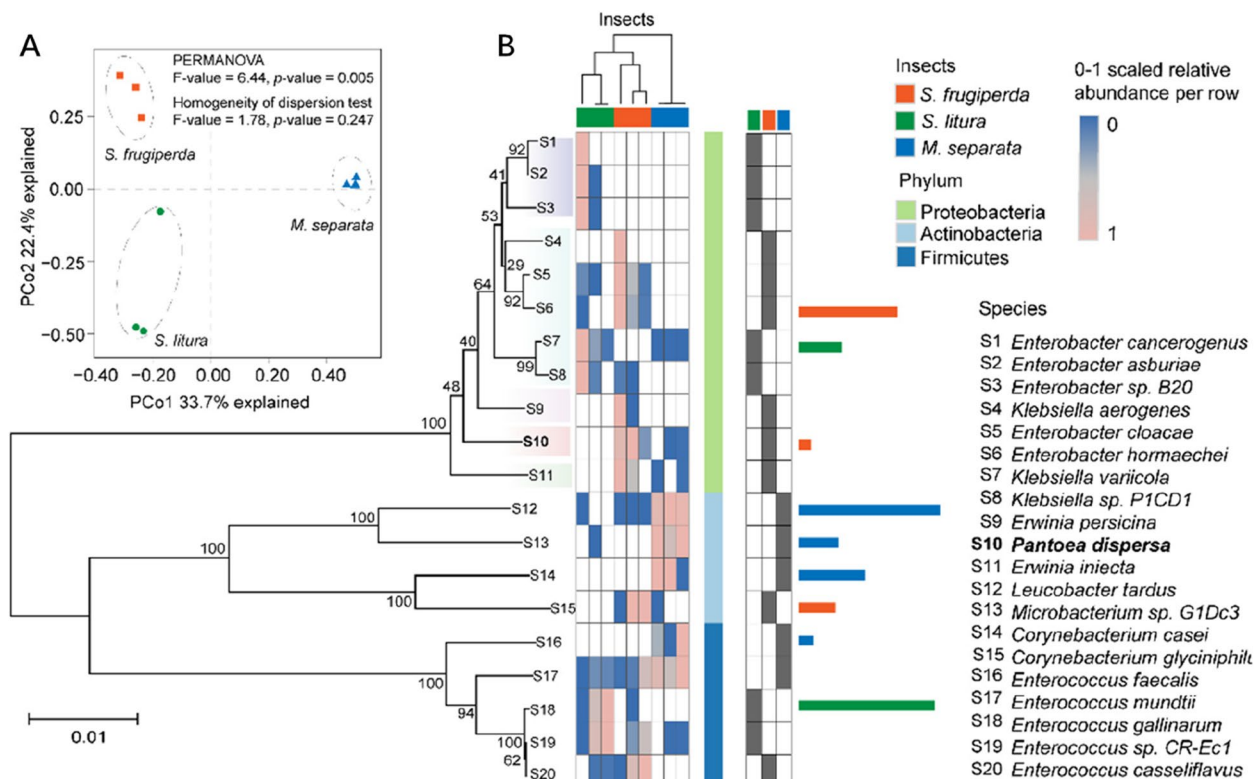 A
PERMANOVA
F-value = 6.44, p-value = 0.005
Homogeneity of dispersion test
F-value = 1.78, p-value = 0.247
S. frugiperda
M. separata
S. litura
0.25
0.00
−0.25
−0.50
−0.40
−0.20
0.00
0.20
0.40
PCo2 22.4% explained
PCo1 33.7% explained
B
Insects
92
41
53
29
92
64
99
40
48
100
100
100
100
100
94
100
62
S1
S2
S3
S4
S5
S6
S7
S8
S9
S10
S11
S12
S13
S14
S15
S16
S17
S18
S19
S20
0.01
Insects
S. frugiperda
S. litura
M. separata
Phylum
Proteobacteria
Actinobacteria
Firmicutes
0-1 scaled relative
abundance per row
0
1
Species
S1 Enterobacter cancerogenus
S2 Enterobacter asburiae
S3 Enterobacter sp. B20
S4 Klebsiella aerogenes
S5 Enterobacter cloacae
S6 Enterobacter hormaechei
S7 Klebsiella variicola
S8 Klebsiella sp. P1CD1
S9 Erwinia persicina
S10 Pantoea dispersa
S11 Erwinia iniecta
S12 Leucobacter tardus
S13 Microbacterium sp. G1Dc3
S14 Corynebacterium casei
S15 Corynebacterium glyciniphilu
S16 Enterococcus faecalis
S17 Enterococcus mundtii
S18 Enterococcus gallinarum
S19 Enterococcus sp. CR-Ec1
S20 Enterococcus casseliflavus